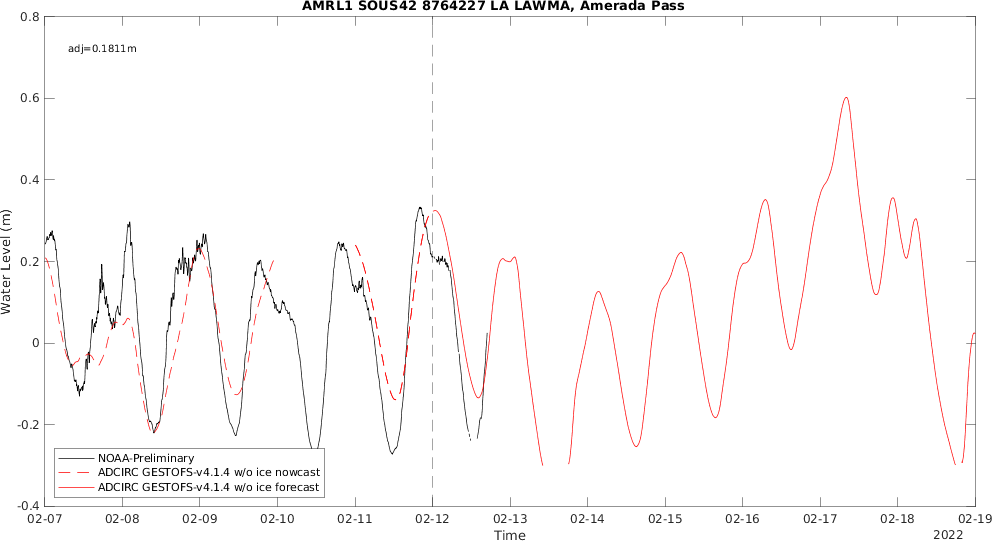 AMRL1 SOUS42 8764227 LA LAWMA, Amerada Pass
0.8
adj=0.1811m
0.6
0.4
0.2
0
-0.2
-0.4
Water Level (m)
NOAA-Preliminary
ADCIRC GESTOFS-v4.1.4 w/o ice nowcast
ADCIRC GESTOFS-v4.1.4 w/o ice forecast
02-07 02-08 02-09 02-10 02-11 02-12 02-13 02-14 02-15 02-16 02-17 02-18 02-19
Time
2022